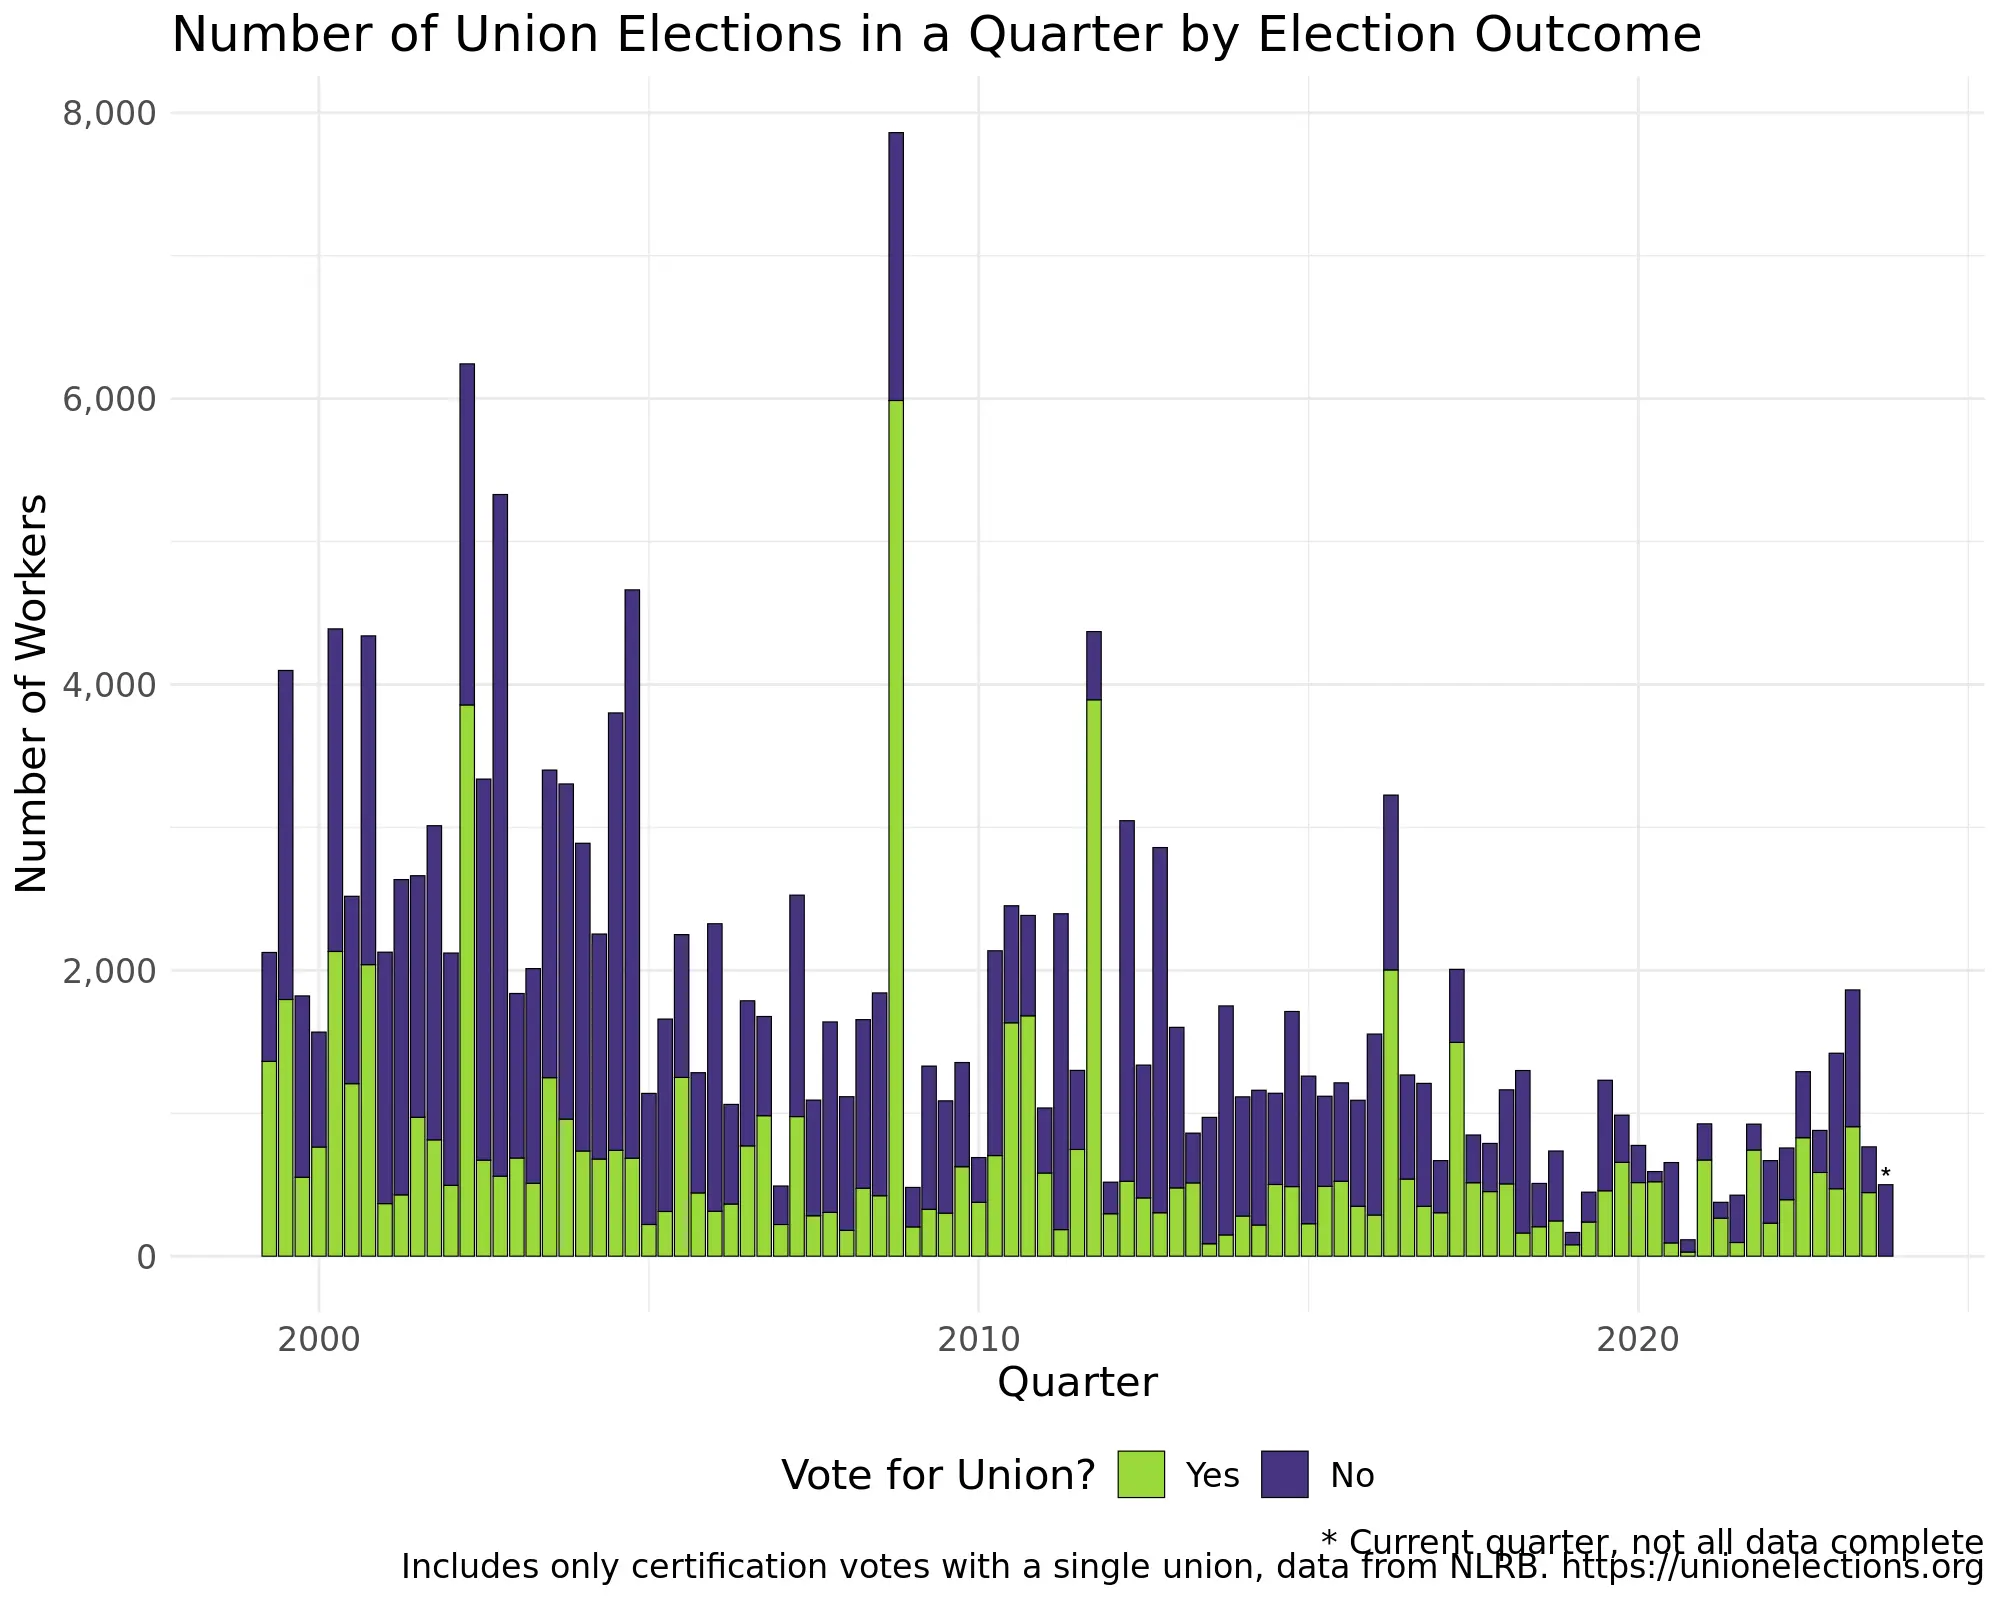 Number of Union Elections in a Quarter by Election Outcome
8,000
6,000
4,000
2,000
0
Number of Workers
*
2000 2010 2020
Quarter
Vote for Union? Yes No
* Current quarter, not all data complete
Includes only certification votes with a single union, data from NLRB. https://unionelections.org